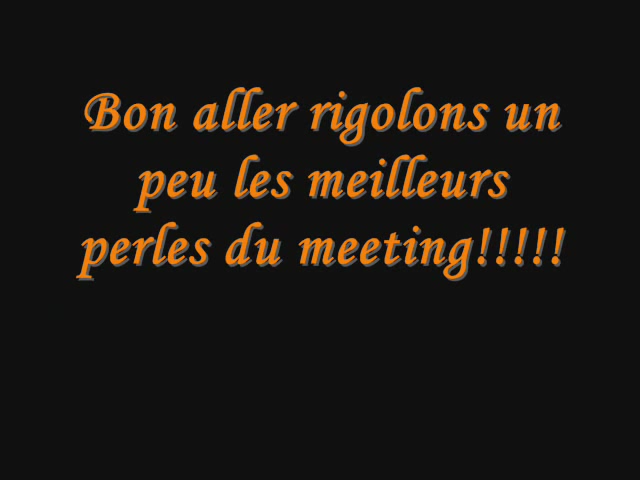 Bon aller rigolons un
peu les meilleurs
perles du meeting!!!!!